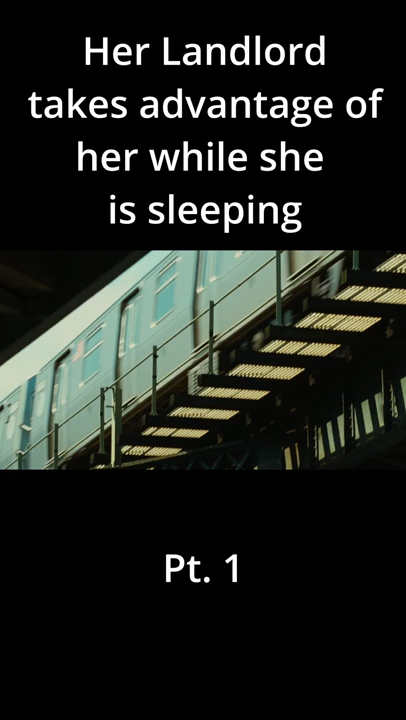 Her Landlord
takes advantage of
her while she
is sleeping
Pt. 1